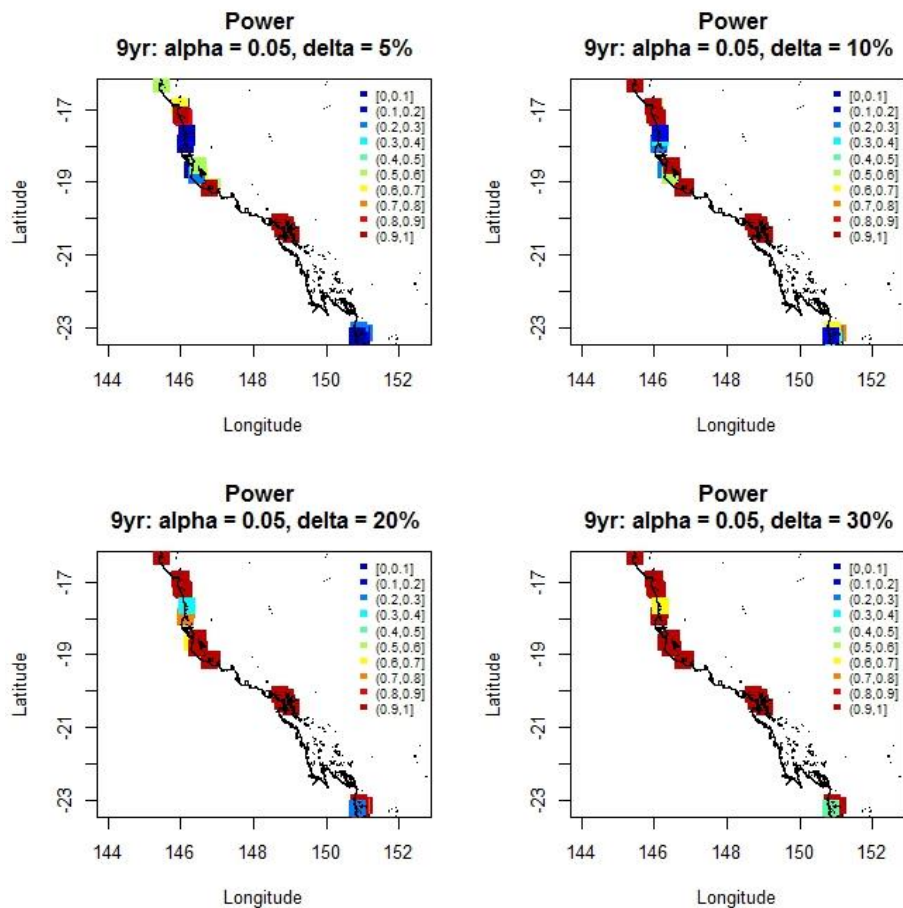 Power
9yr: alpha = 0.05, delta = 5%
-17
-19
-21
-23
Latitude
[0,0.1]
(0.1,0.2]
(0.2,0.3]
(0.3,0.4]
(0.4,0.5]
(0.5,0.6]
(0.6,0.7]
(0.7,0.8]
(0.8,0.9]
(0.9,1]
144 146 148 150 152
Longitude
Power
9yr: alpha = 0.05, delta = 10%
-17
-19
-21
-23
Latitude
[0,0.1]
(0.1,0.2]
(0.2,0.3]
(0.3,0.4]
(0.4,0.5]
(0.5,0.6]
(0.6,0.7]
(0.7,0.8]
(0.8,0.9]
(0.9,1]
144 146 148 150 152
Longitude
Power
9yr: alpha = 0.05, delta = 20%
-17
-19
-21
-23
Latitude
[0,0.1]
(0.1,0.2]
(0.2,0.3]
(0.3,0.4]
(0.4,0.5]
(0.5,0.6]
(0.6,0.7]
(0.7,0.8]
(0.8,0.9]
(0.9,1]
144 146 148 150 152
Longitude
Power
9yr: alpha = 0.05, delta = 30%
-17
-19
-21
-23
Latitude
[0,0.1]
(0.1,0.2]
(0.2,0.3]
(0.3,0.4]
(0.4,0.5]
(0.5,0.6]
(0.6,0.7]
(0.7,0.8]
(0.8,0.9]
(0.9,1]
144 146 148 150 152
Longitude